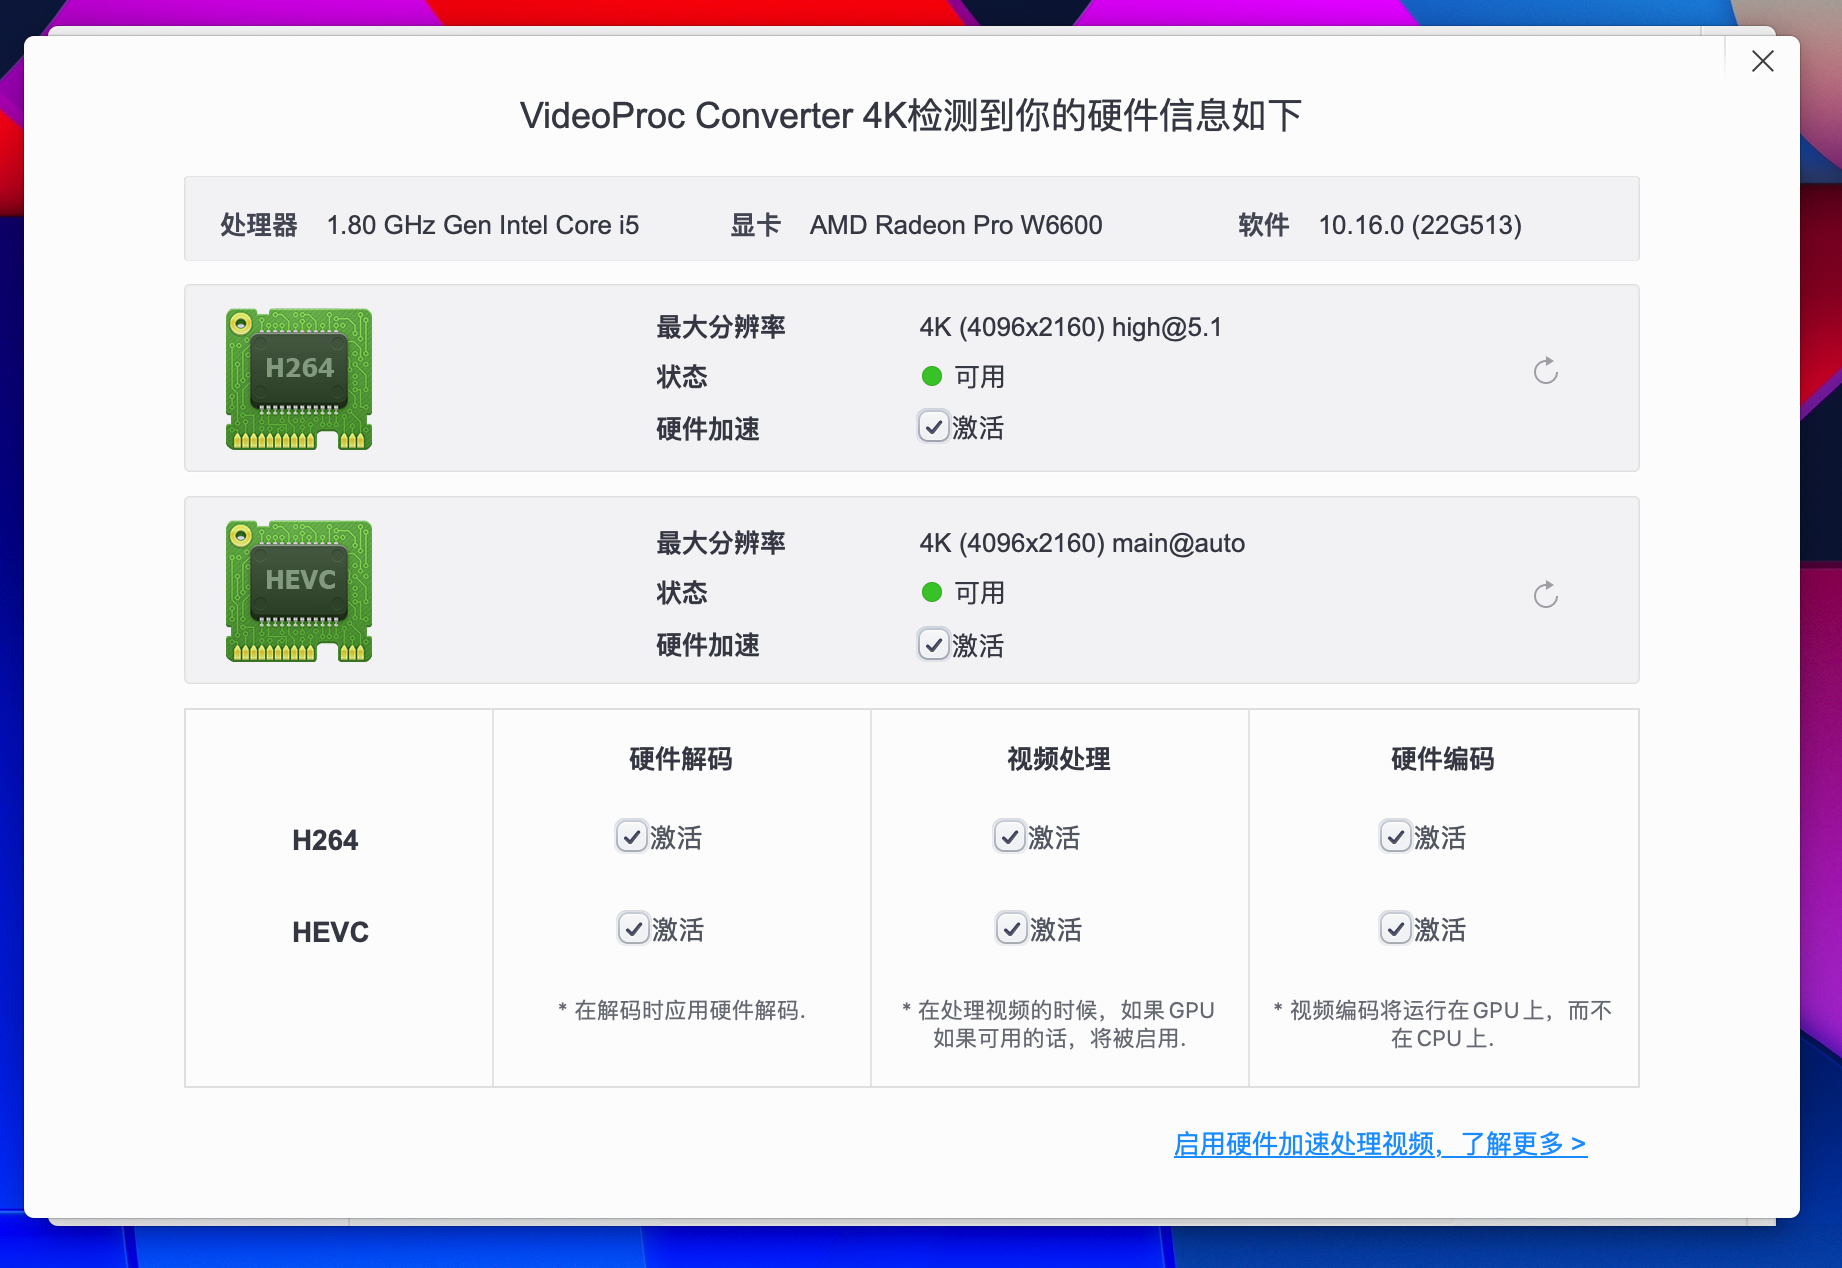 VideoProc Converter 4K检测到你的硬件信息如下
处理器 1.80 GHz Gen Intel Core i5 显卡 AMD Radeon Pro W6600 软件 10.16.0 (22G513)
H264
最大分辨率 4K (4096x2160) high@5.1
状态 可用
硬件加速 激活
HEVC
最大分辨率 4K (4096x2160) main@auto
状态 可用
硬件加速 激活
硬件解码 视频处理 硬件编码
H264 激活 激活 激活
HEVC 激活 激活 激活
* 在解码时应用硬件解码.
* 在处理视频的时候，如果GPU
如果可用的话，将被启用.
* 视频编码将运行在GPU上，而不
在CPU上.
启用硬件加速处理视频，了解更多 >